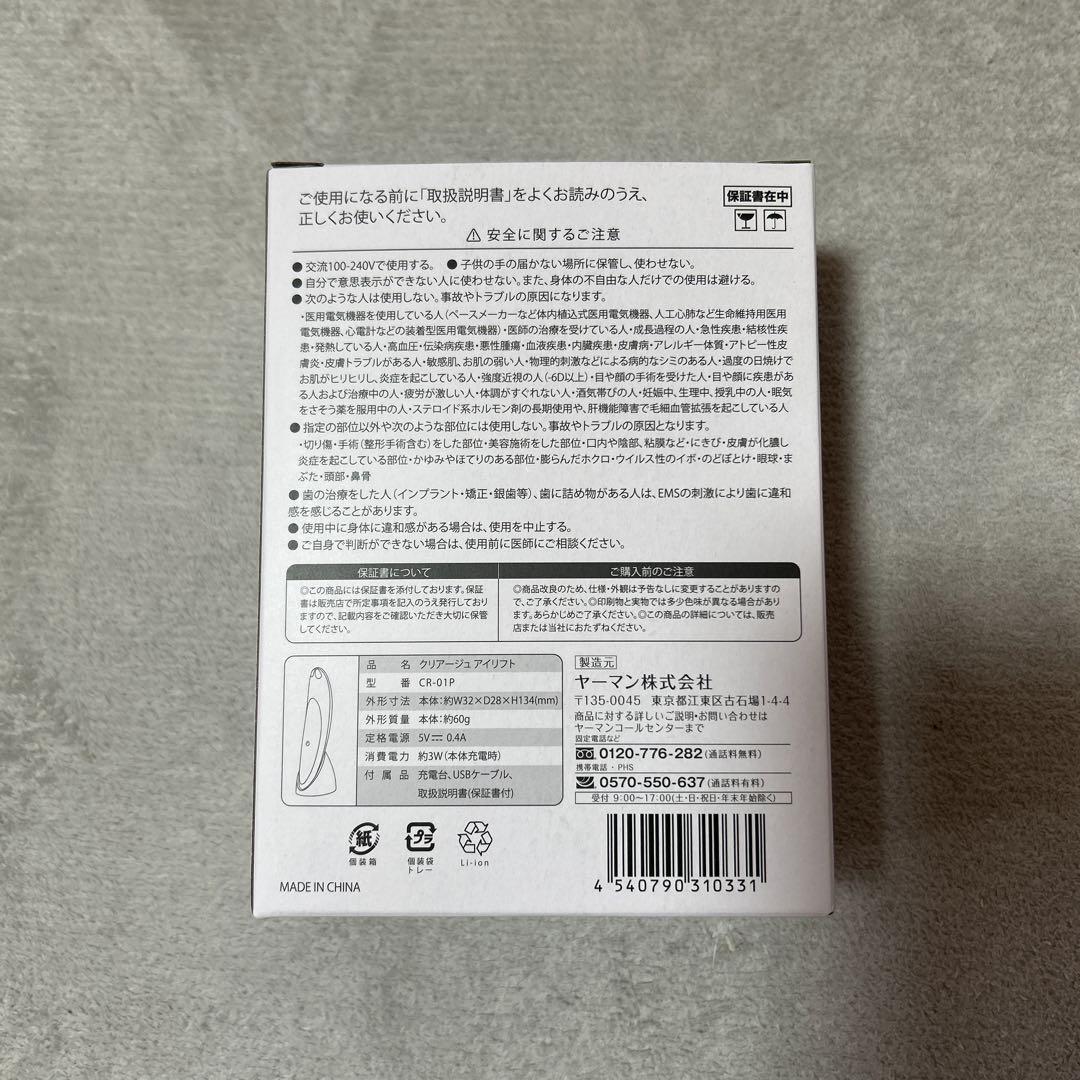 ご使用になる前に「取扱説明書」をよくお読みのうえ、
正しくお使いください。
保証書在中
⚠ 安全に関するご注意
●交流100-240Vで使用する。 ●子供の手の届かない場所に保管し、使わせない。
●自分で意思表示ができない人に使わせない。また、身体の不自由な人だけでの使用は避ける。
●次のような人は使用しない。事故やトラブルの原因になります。
・医用電気機器を使用している人（ペースメーカーなど体内植込式医用電気機器、人工心肺など生命維持用医用
電気機器、心電計などの装着型医用電気機器）・医師の治療を受けている人・成長過程の人・急性疾患・結核性疾
患・発熱している人・高血圧・伝染病疾患・悪性腫瘍・血液疾患・内臓疾患・皮膚病・アレルギー体質・アトピー性皮
膚炎・皮膚トラブルがある人・敏感肌、お肌の弱い人・物理的刺激などによる病的なシミのある人・過度の日焼けで
お肌がヒリヒリし、炎症を起こしている人・強度近視の人（-6D以上）・目や顔の手術を受けた人・目や顔に疾患があ
る人および治療中の人・疲労が激しい人・体調がすぐれない人・酒気帯びの人・妊娠中、生理中、授乳中の人・眠気
をさそう薬を服用中の人・ステロイド系ホルモン剤の長期使用や、肝機能障害で毛細血管拡張を起こしている人
●指定の部位以外や次のような部位には使用しない。事故やトラブルの原因となります。
・切り傷・手術（整形手術含む）をした部位・美容施術をした部位・口内や陰部、粘膜など・にきび・皮膚が化膿し
炎症を起こしている部位・かゆみやほてりのある部位・膨らんだホクロ・ウイルス性のイボ・のどぼとけ・眼球・ま
ぶた・頭部・鼻骨
●歯の治療をした人（インプラント・矯正・銀歯等）、歯に詰め物がある人は、EMSの刺激により歯に違和
感を感じることがあります。
●使用中に身体に違和感がある場合は、使用を中止する。
●ご自身で判断ができない場合は、使用前に医師にご相談ください。
保証書について
◎この商品には保証書を添付しております。保証
書は販売店で所定事項を記入のうえ発行しており
ますので、記載内容をご確認いただき大切に保管
してください。
ご購入前のご注意
◎商品改良のため、仕様・外観は予告なしに変更することがありますの
で、ご了承ください。◎印刷物と実物では多少色味が異なる場合があり
ます。あらかじめご了承ください。◎この商品の詳細については、販売
店または当社におたずねください。
品名 クリアージュ アイリフト
型番 CR-01P
外形寸法 本体：約W32×D28×H134(mm)
外形質量 本体：約60g
定格電源 5V⎓ 0.4A
消費電力 約3W（本体充電時）
付属品 充電台、USBケーブル、
取扱説明書(保証書付)
製造元
ヤーマン株式会社
〒135-0045 東京都江東区古石場1-4-4
商品に対する詳しいご説明・お問い合わせは
ヤーマンコールセンターまで
固定電話など
0120-776-282（通話料無料）
携帯電話・PHS
0570-550-637（通話料有料）
受付 9:00〜17:00(土・日・祝日・年末年始除く)
紙
個装箱
プラ
個装袋
トレー
Li-ion
MADE IN CHINA
4 540790 310331